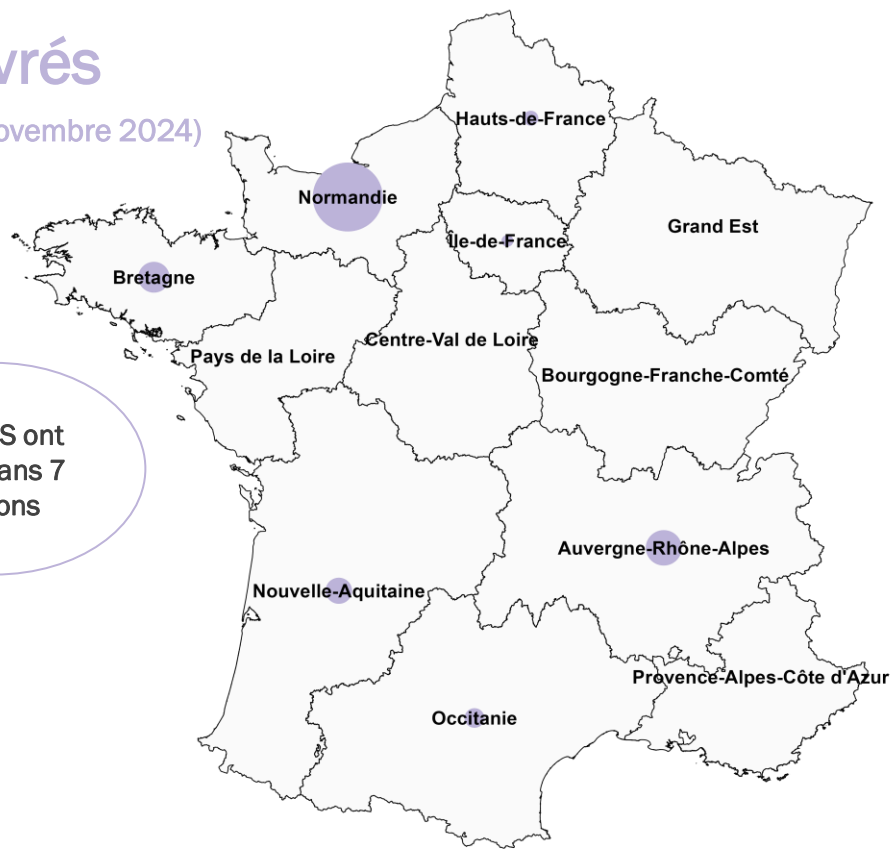 vrés
ovembre 2024)
Hauts-de-France
Normandie
Grand Est
Île-de-France
Bretagne
Centre-Val de Loire
Pays de la Loire
Bourgogne-Franche-Comté
S ont
ans 7
ons
Auvergne-Rhône-Alpes
Nouvelle-Aquitaine
Provence-Alpes-Côte d'Azur
Occitanie